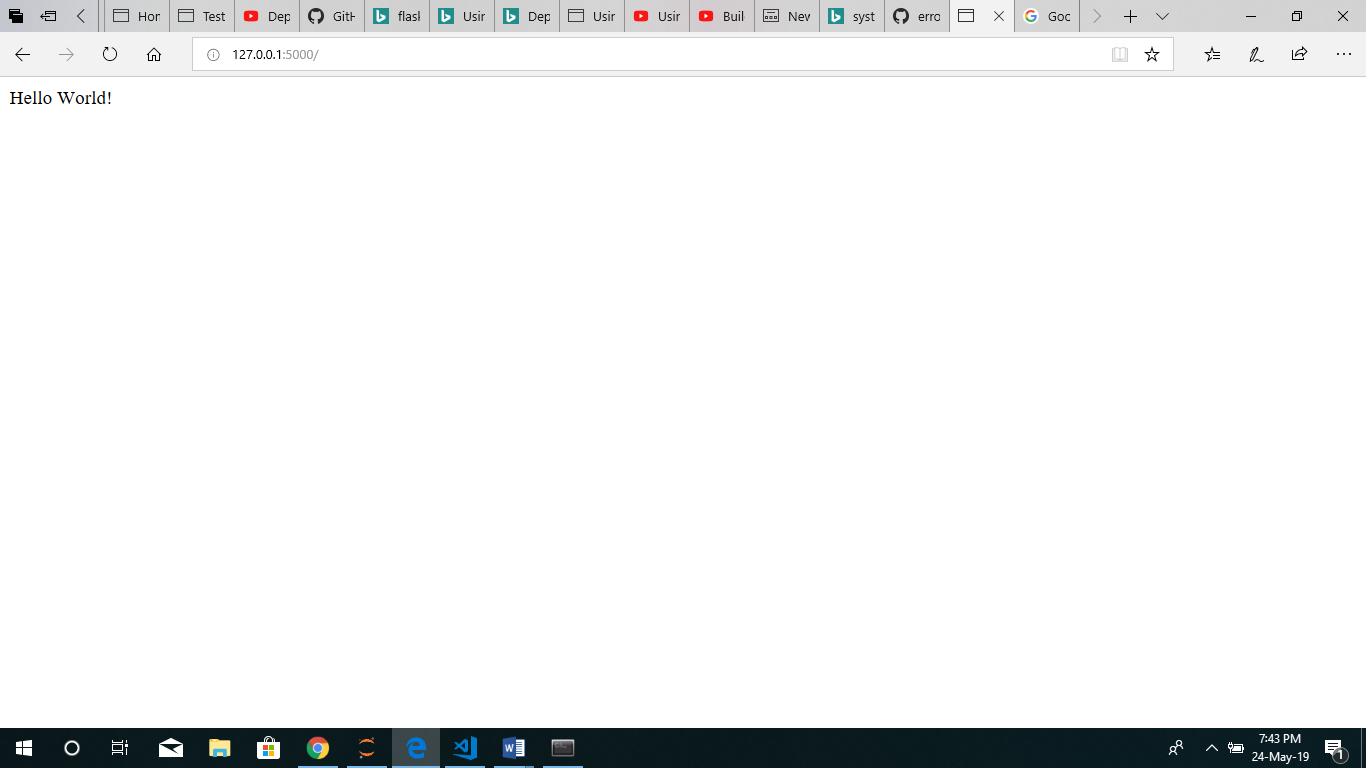 Hor Test Dep GitH flasl Usir Dep Usir Usir Buil Nev syst erro Goc
127.0.0.1:5000/
Hello World!
7:43 PM
24-May-19
1